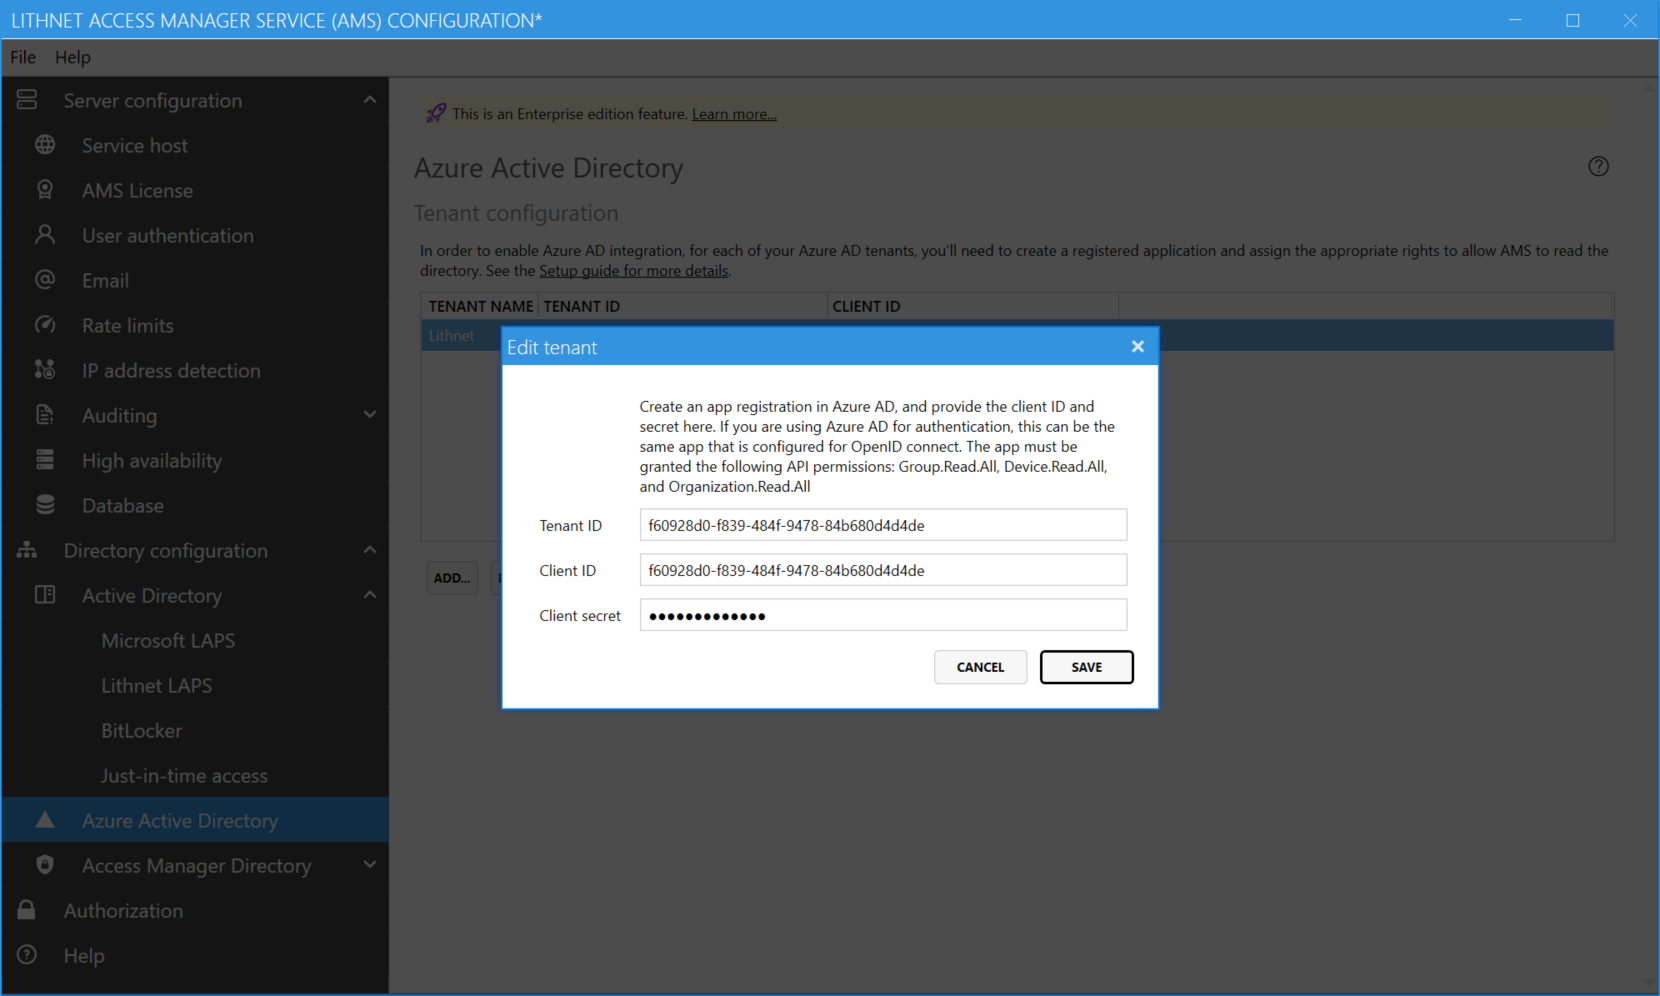 LITHNET ACCESS MANAGER SERVICE (AMS) CONFIGURATION*
File Help
Server configuration
Service host
AMS License
User authentication
Email
Rate limits
IP address detection
Auditing
High availability
Database
Directory configuration
Active Directory
Microsoft LAPS
Lithnet LAPS
BitLocker
Just-in-time access
Azure Active Directory
Access Manager Directory
Authorization
Help
This is an Enterprise edition feature. Learn more...
Azure Active Directory
Tenant configuration
In order to enable Azure AD integration, for each of your Azure AD tenants, you'll need to create a registered application and assign the appropriate rights to allow AMS to read the
directory. See the Setup guide for more details.
TENANT NAME TENANT ID CLIENT ID
Lithnet
ADD...
Edit tenant
Create an app registration in Azure AD, and provide the client ID and
secret here. If you are using Azure AD for authentication, this can be the
same app that is configured for OpenID connect. The app must be
granted the following API permissions: Group.Read.All, Device.Read.All,
and Organization.Read.All
Tenant ID f60928d0-f839-484f-9478-84b680d4d4de
Client ID f60928d0-f839-484f-9478-84b680d4d4de
Client secret ●●●●●●●●●●●●●
CANCEL SAVE